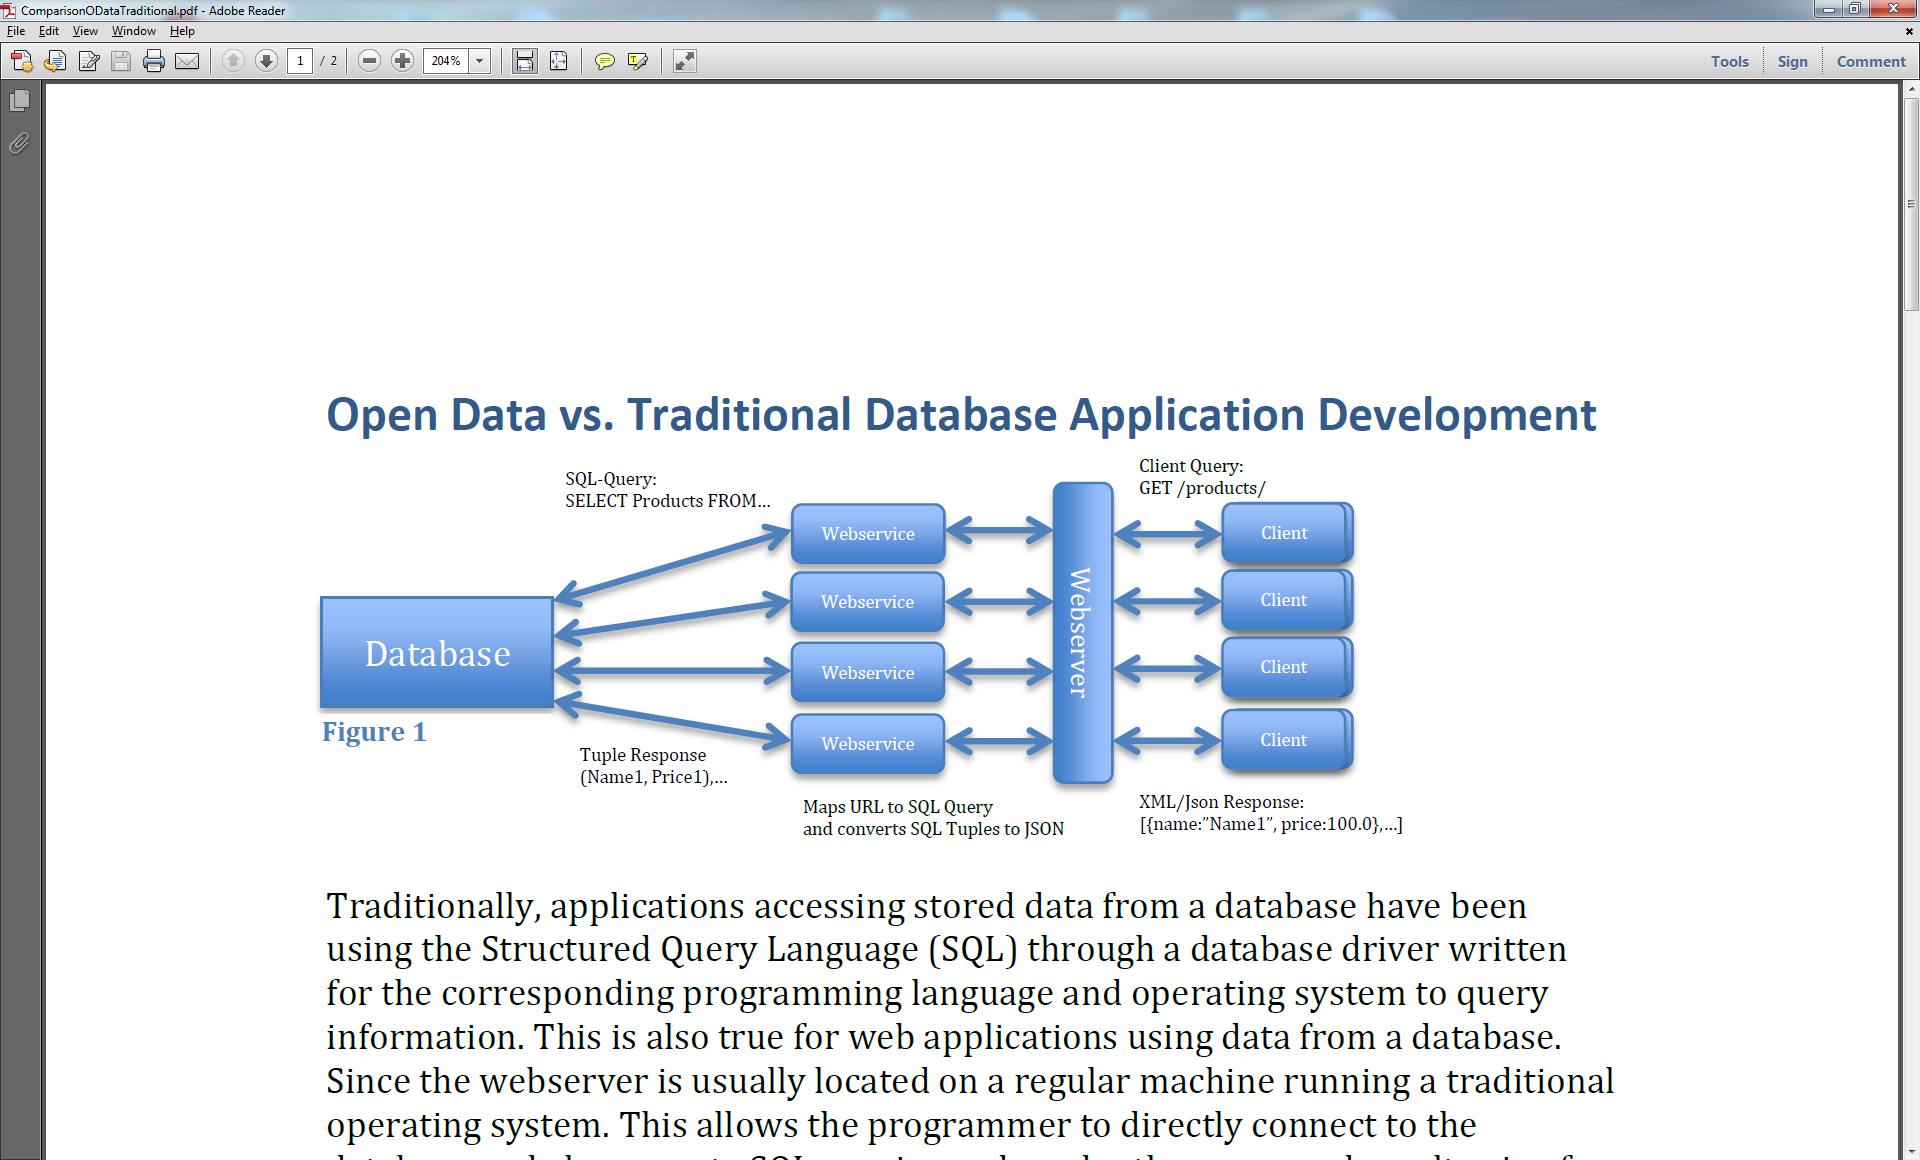 ComparisonODataTraditional.pdf - Adobe Reader
File Edit View Window Help
1 / 2 204% Tools Sign Comment
Open Data vs. Traditional Database Application Development
SQL-Query:
SELECT Products FROM...
Client Query:
GET /products/
Webservice
Webservice
Webservice
Webservice
Webserver
Client
Client
Client
Client
Database
Figure 1
Tuple Response
(Name1, Price1),...
Maps URL to SQL Query
and converts SQL Tuples to JSON
XML/Json Response:
[{name:”Name1”, price:100.0},...]
Traditionally, applications accessing stored data from a database have been
using the Structured Query Language (SQL) through a database driver written
for the corresponding programming language and operating system to query
information. This is also true for web applications using data from a database.
Since the webserver is usually located on a regular machine running a traditional
operating system. This allows the programmer to directly connect to the